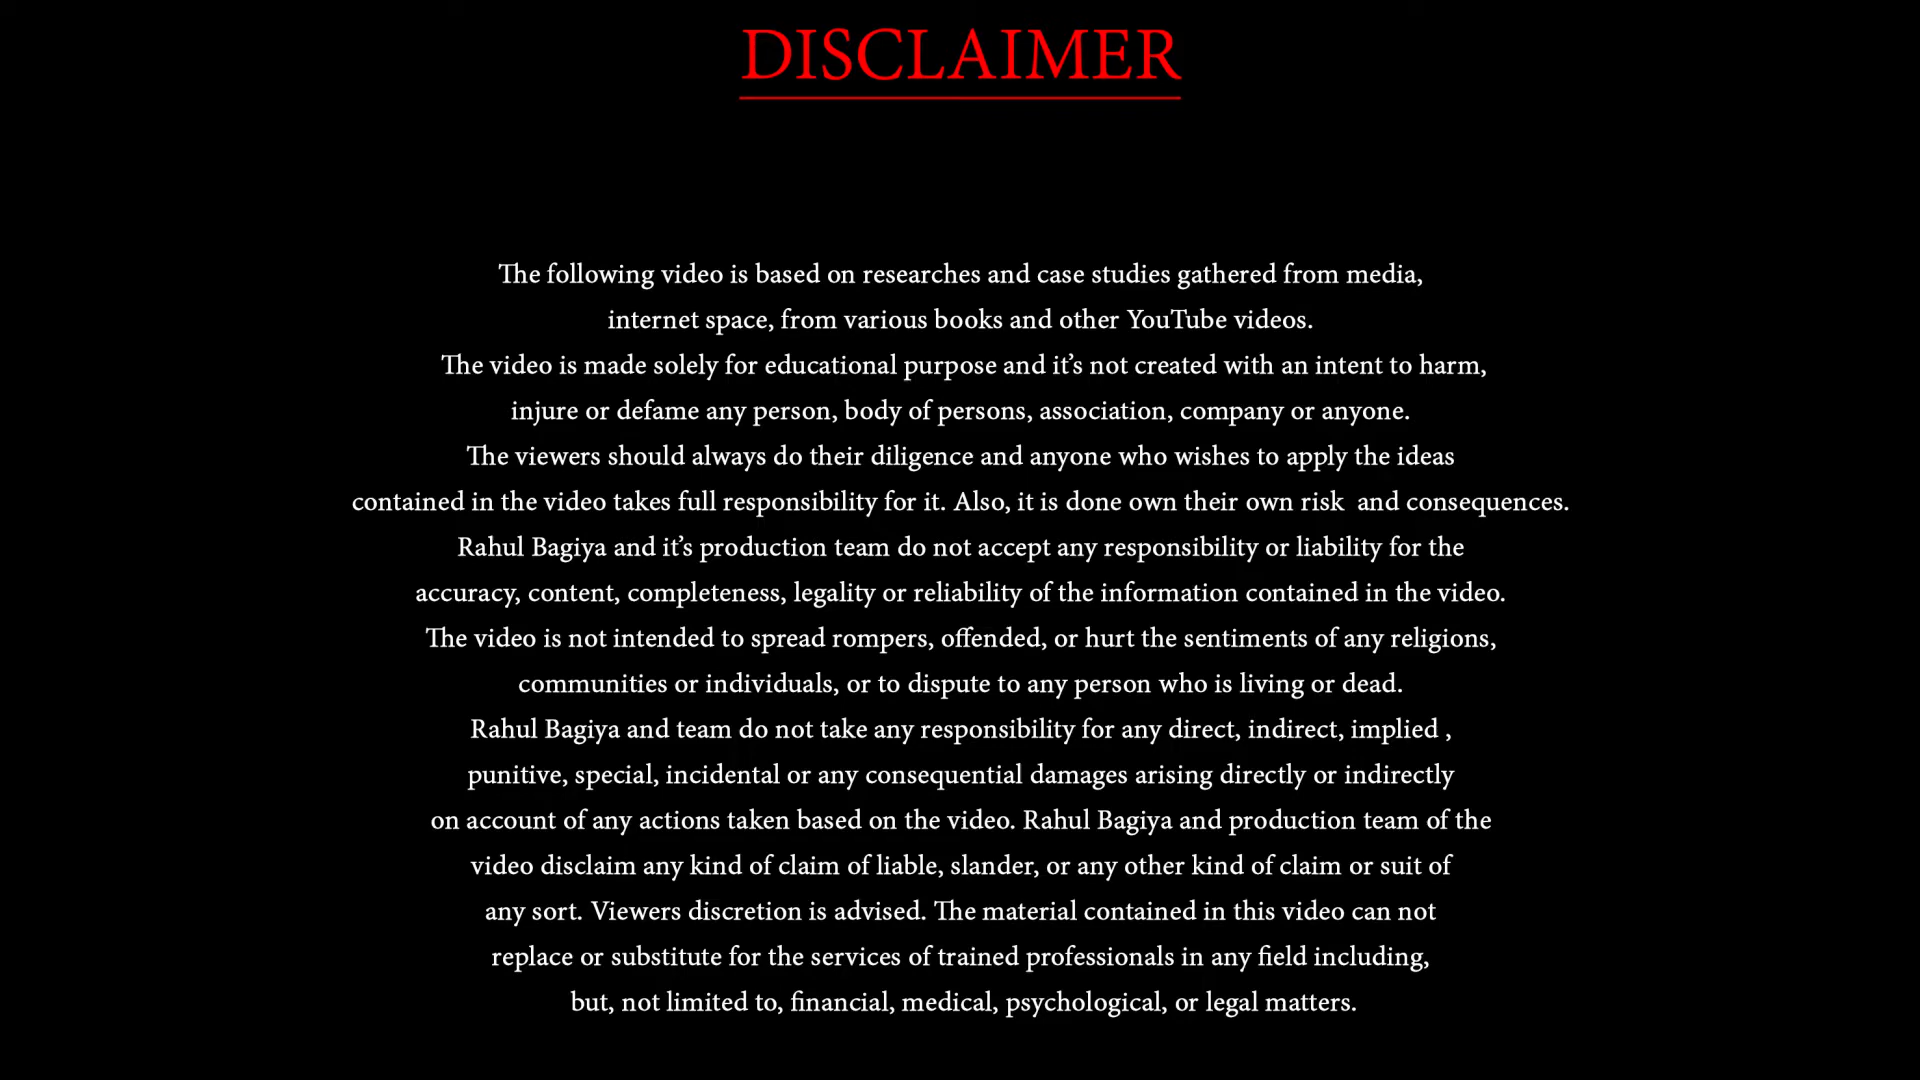 DISCLAIMER
The following video is based on researches and case studies gathered from media,
internet space, from various books and other YouTube videos.
The video is made solely for educational purpose and it's not created with an intent to harm,
injure or defame any person, body of persons, association, company or anyone.
The viewers should always do their diligence and anyone who wishes to apply the ideas
contained in the video takes full responsibility for it. Also, it is done own their own risk  and consequences.
Rahul Bagiya and it's production team do not accept any responsibility or liability for the
accuracy, content, completeness, legality or reliability of the information contained in the video.
The video is not intended to spread rompers, offended, or hurt the sentiments of any religions,
communities or individuals, or to dispute to any person who is living or dead.
Rahul Bagiya and team do not take any responsibility for any direct, indirect, implied ,
punitive, special, incidental or any consequential damages arising directly or indirectly
on account of any actions taken based on the video. Rahul Bagiya and production team of the
video disclaim any kind of claim of liable, slander, or any other kind of claim or suit of
any sort. Viewers discretion is advised. The material contained in this video can not
replace or substitute for the services of trained professionals in any field including,
but, not limited to, financial, medical, psychological, or legal matters.